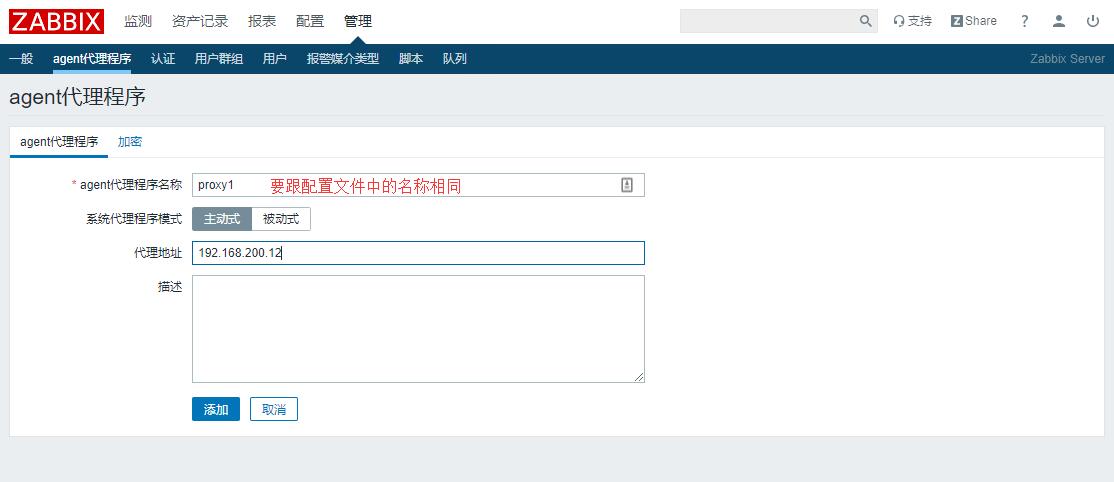 ZABBIX 监测 资产记录 报表 配置 管理 支持 Z Share ?
一般 agent代理程序 认证 用户群组 用户 报警媒介类型 脚本 队列 Zabbix Server
agent代理程序
agent代理程序 加密
* agent代理程序名称 proxy1 要跟配置文件中的名称相同
系统代理程序模式 主动式 被动式
代理地址 192.168.200.12
描述
添加 取消